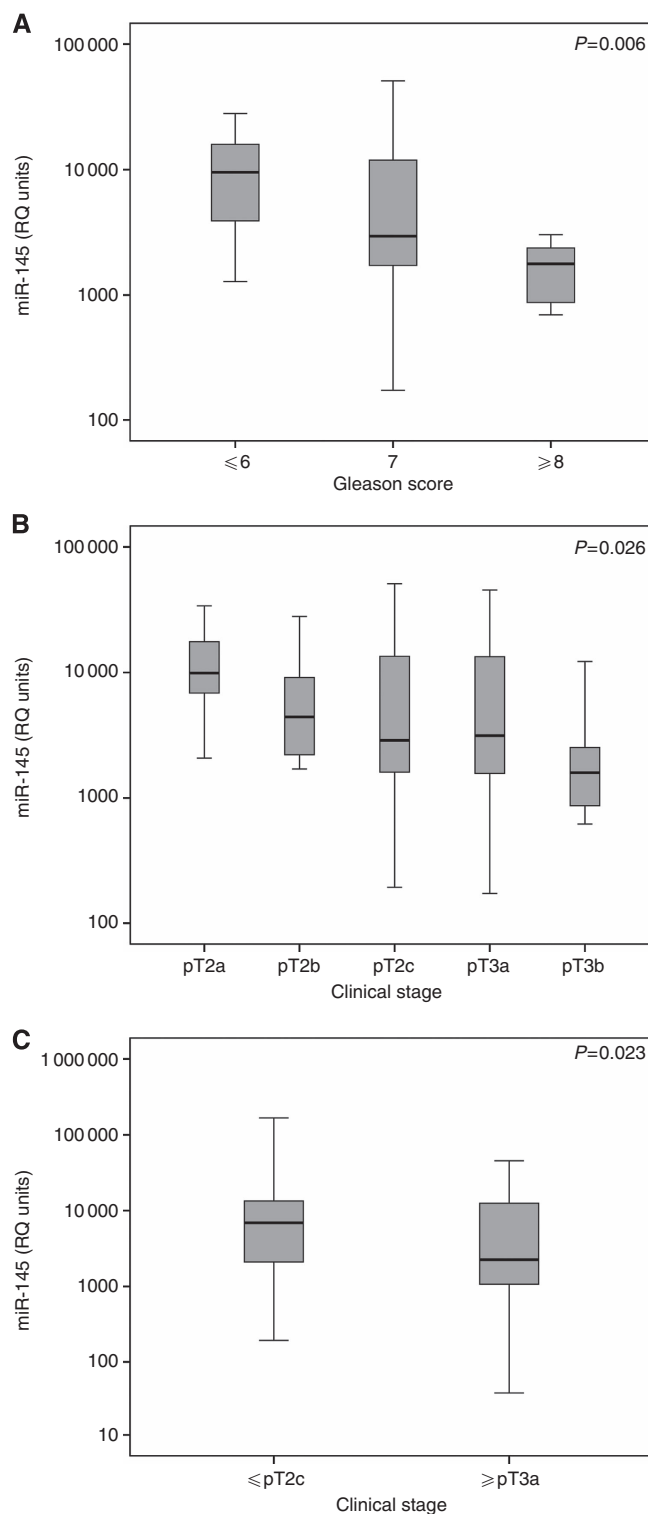 A
P=0.006
100 000
10 000
1000
100
miR-145 (RQ units)
⩽6 7 ⩾8
Gleason score
B
P=0.026
100 000
10 000
1000
100
miR-145 (RQ units)
pT2a pT2b pT2c pT3a pT3b
Clinical stage
C
P=0.023
1 000 000
100 000
10 000
1000
100
10
miR-145 (RQ units)
⩽pT2c ⩾pT3a
Clinical stage